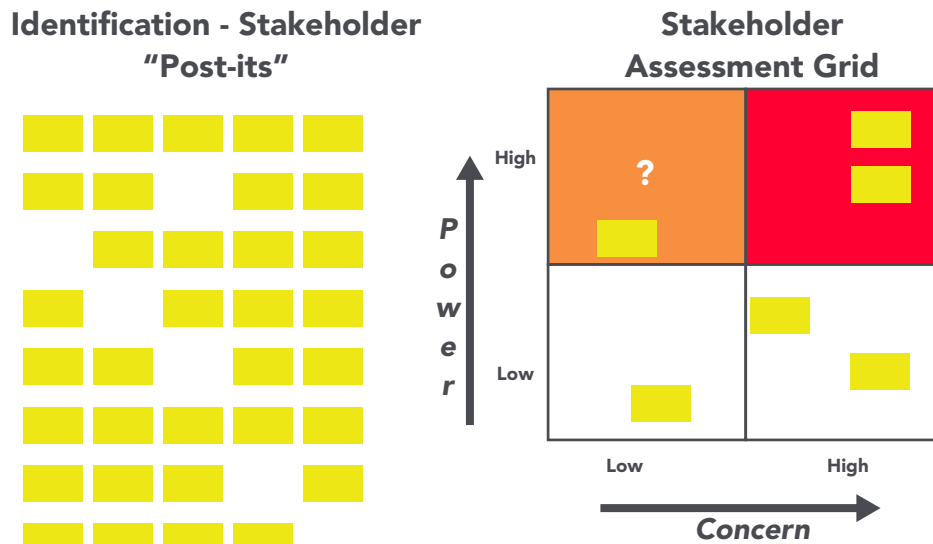 Identification - Stakeholder
“Post-its”
Stakeholder
Assessment Grid
High
?
P
o
w
e
r
Low
Low
High
Concern